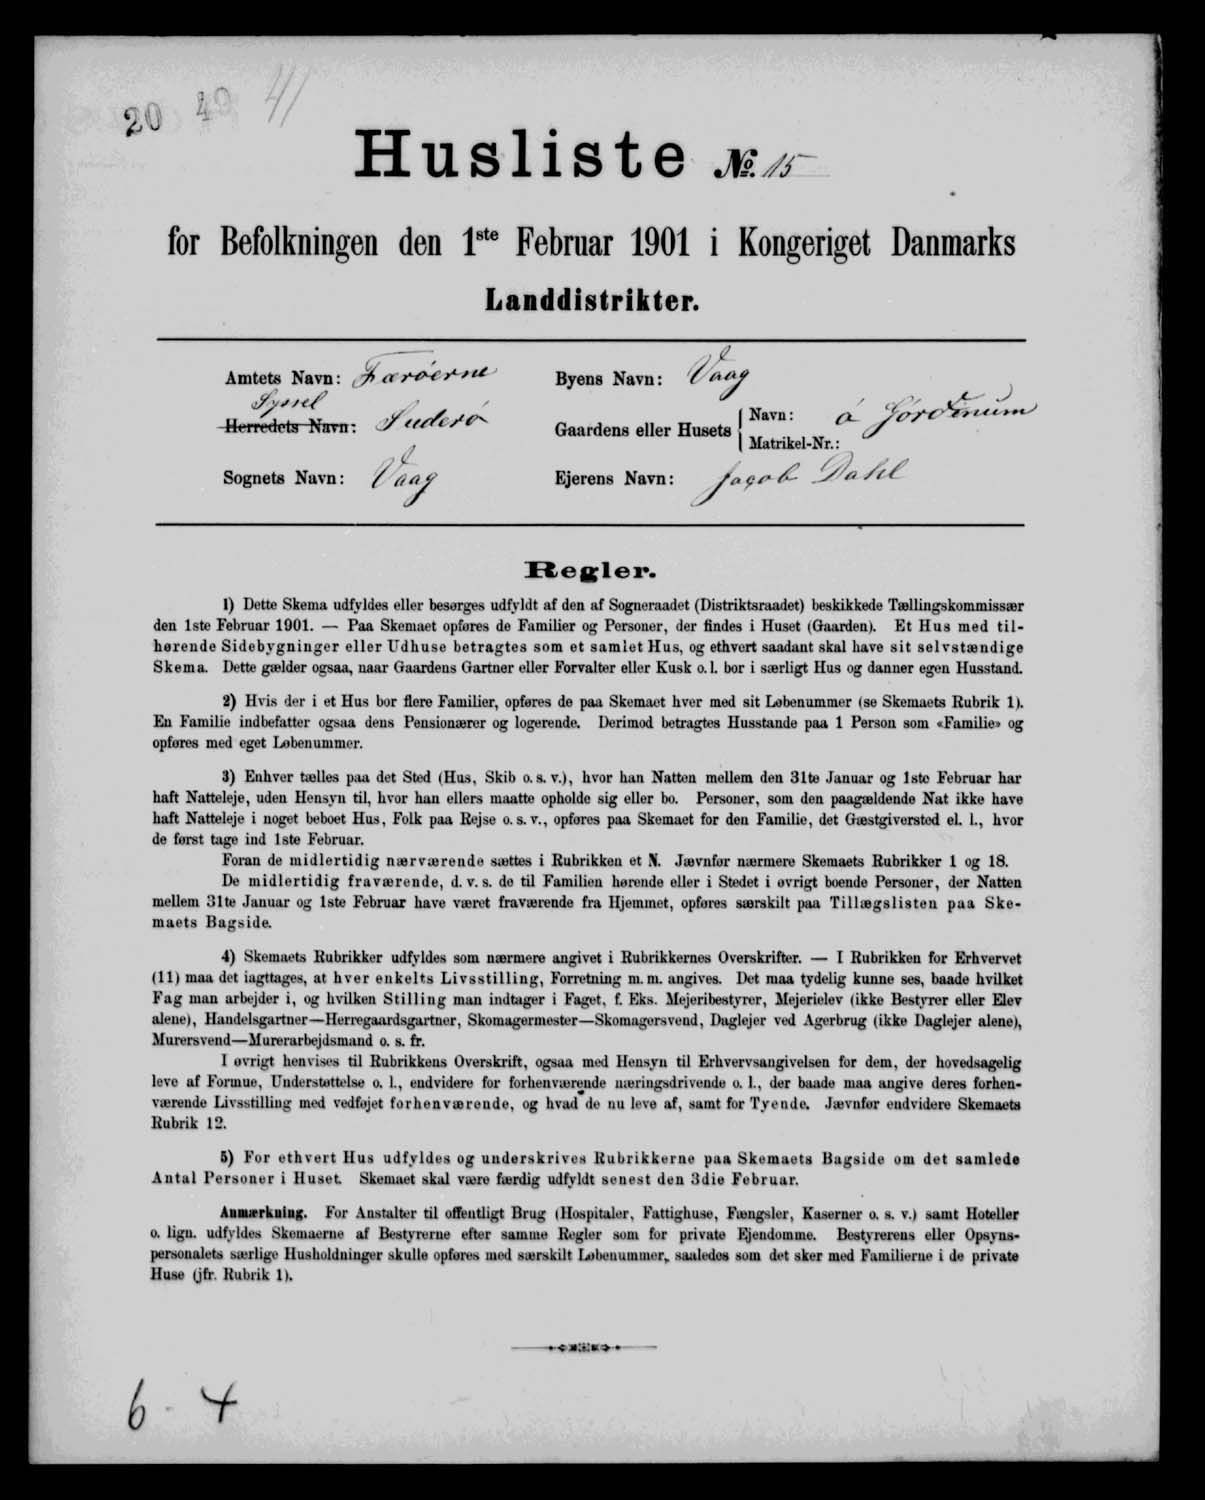 20 40 41
Husliste No. 15
for Befolkningen den 1ste Februar 1901 i Kongeriget Danmarks
Landdistrikter.
Amtets Navn: Færöerne
Byens Navn: Vaag
Syssel
Herredets Navn: Suderö
Gaardens eller Husets Navn: á Gørdinum
Matrikel-Nr.:
Sognets Navn: Vaag
Ejerens Navn: Jacob Dahl
Regler.
1) Dette Skema udfyldes eller besørges udfyldt af den af Sogneraadet (Distriktsraadet) beskikkede Tællingskommissær
den 1ste Februar 1901. — Paa Skemaet opføres de Familier og Personer, der findes i Huset (Gaarden). Et Hus med til-
hørende Sidebygninger eller Udhuse betragtes som et samlet Hus, og ethvert saadant skal have sit selvstændige
Skema. Dette gælder ogsaa, naar Gaardens Gartner eller Forvalter eller Kusk o. l. bor i særligt Hus og danner egen Husstand.
2) Hvis der i et Hus bor flere Familier, opføres de paa Skemaet hver med sit Løbenummer (se Skemaets Rubrik 1).
En Familie indbefatter ogsaa dens Pensionærer og logerende. Derimod betragtes Husstande paa 1 Person som «Familie» og
opføres med eget Løbenummer.
3) Enhver tælles paa det Sted (Hus, Skib o. s. v.), hvor han Natten mellem den 31te Januar og 1ste Februar har
haft Natteleje, uden Hensyn til, hvor han ellers maatte opholde sig eller bo. Personer, som den paagældende Nat ikke have
haft Natteleje i noget beboet Hus, Folk paa Rejse o. s. v., opføres paa Skemaet for den Familie, det Gæstgiversted el. l., hvor
de først tage ind 1ste Februar.
Foran de midlertidig nærværende sættes i Rubrikken et N. Jævnfør nærmere Skemaets Rubrikker 1 og 18.
De midlertidig fraværende, d. v. s. de til Familien hørende eller i Stedet i øvrigt boende Personer, der Natten
mellem 31te Januar og 1ste Februar have været fraværende fra Hjemmet, opføres særskilt paa Tillægslisten paa Ske-
maets Bagside.
4) Skemaets Rubrikker udfyldes som nærmere angivet i Rubrikkernes Overskrifter. — I Rubrikken for Erhvervet
(11) maa det iagttages, at hver enkelts Livsstilling, Forretning m. m. angives. Det maa tydelig kunne ses, baade hvilket
Fag man arbejder i, og hvilken Stilling man indtager i Faget, f. Eks. Mejeribestyrer, Mejerielev (ikke Bestyrer eller Elev
alene), Handelsgartner—Herregaardsgartner, Skomagermester—Skomagersvend, Daglejer ved Agerbrug (ikke Daglejer alene),
Murersvend—Murerarbejdsmand o. s. fr.
I øvrigt henvises til Rubrikkens Overskrift, ogsaa med Hensyn til Erhvervsangivelsen for dem, der hovedsagelig
leve af Formue, Understøttelse o. l., endvidere for forhenværende næringsdrivende o. l., der baade maa angive deres forhen-
værende Livsstilling med vedføjet forhenværende, og hvad de nu leve af, samt for Tyende. Jævnfør endvidere Skemaets
Rubrik 12.
5) For ethvert Hus udfyldes og underskrives Rubrikkerne paa Skemaets Bagside om det samlede
Antal Personer i Huset. Skemaet skal være færdig udfyldt senest den 3die Februar.
Anmærkning. For Anstalter til offentligt Brug (Hospitaler, Fattighuse, Fængsler, Kaserner o. s. v.) samt Hoteller
o. lign. udfyldes Skemaerne af Bestyrerne efter samme Regler som for private Ejendomme. Bestyrerens eller Opsyns-
personalets særlige Husholdninger skulle opføres med særskilt Løbenummer, saaledes som det sker med Familierne i de private
Huse (jfr. Rubrik 1).
6 - 4